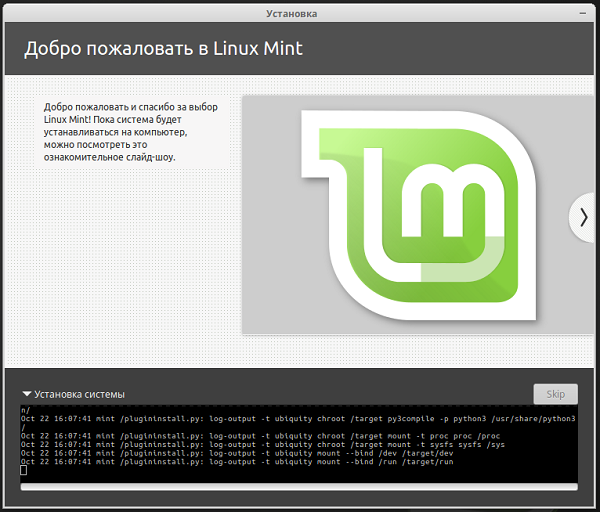 Установка
Добро пожаловать в Linux Mint
Добро пожаловать и спасибо за выбор
Linux Mint! Пока система будет
устанавливаться на компьютер,
можно посмотреть это
ознакомительное слайд-шоу.
Установка системы
Skip
n/
Oct 22 16:07:41 mint /plugininstall.py: log-output -t ubiquity chroot /target py3compile -p python3 /usr/share/python3
/
Oct 22 16:07:41 mint /plugininstall.py: log-output -t ubiquity chroot /target mount -t proc proc /proc
Oct 22 16:07:41 mint /plugininstall.py: log-output -t ubiquity chroot /target mount -t sysfs sysfs /sys
Oct 22 16:07:41 mint /plugininstall.py: log-output -t ubiquity mount --bind /dev /target/dev
Oct 22 16:07:41 mint /plugininstall.py: log-output -t ubiquity mount --bind /run /target/run